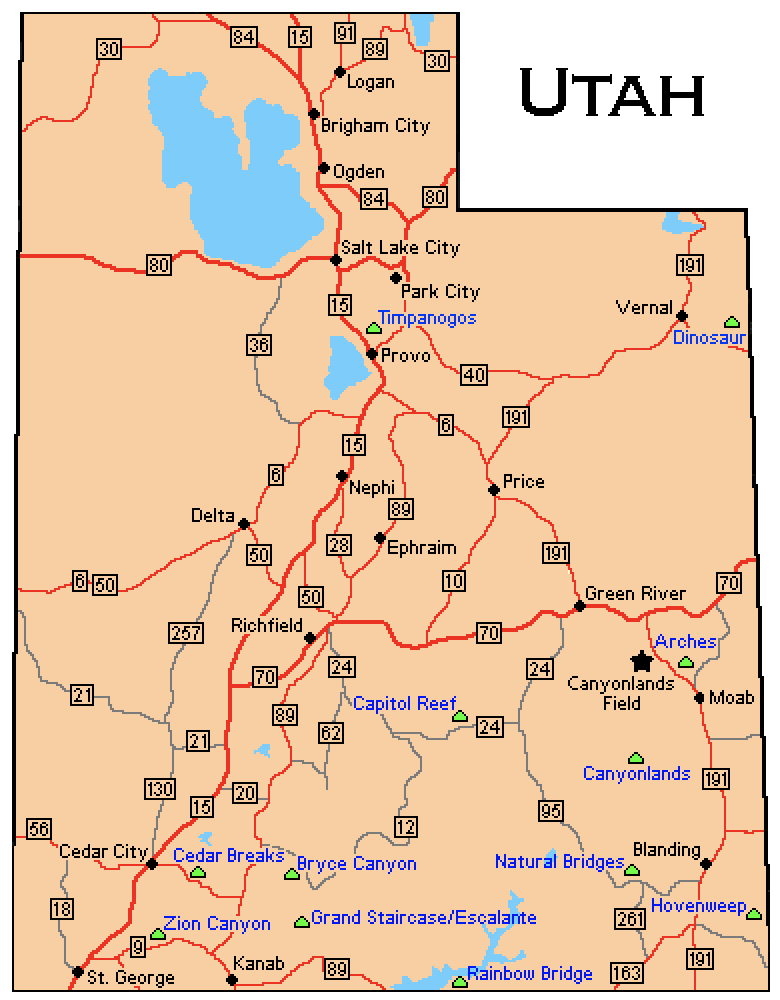 84
15
91
89
30
30
UTAH
Logan
Brigham City
Ogden
84
80
Salt Lake City
80
191
Park City
15
Vernal
Timpanogos
Dinosaur
36
Provo
40
191
6
15
6
Price
Nephi
89
Delta
28
Ephraim
50
191
6
50
10
50
Green River
70
257
Richfield
70
Arches
24
24
70
Canyonlands
Field
Moab
21
Capitol Reef
89
24
62
21
Canyonlands
191
130
20
15
95
56
12
Cedar City
Cedar Breaks
Bryce Canyon
Natural Bridges
Blanding
18
Zion Canyon
Grand Staircase/Escalante
261
Hovenweep
9
191
St. George
Kanab
89
Rainbow Bridge
163